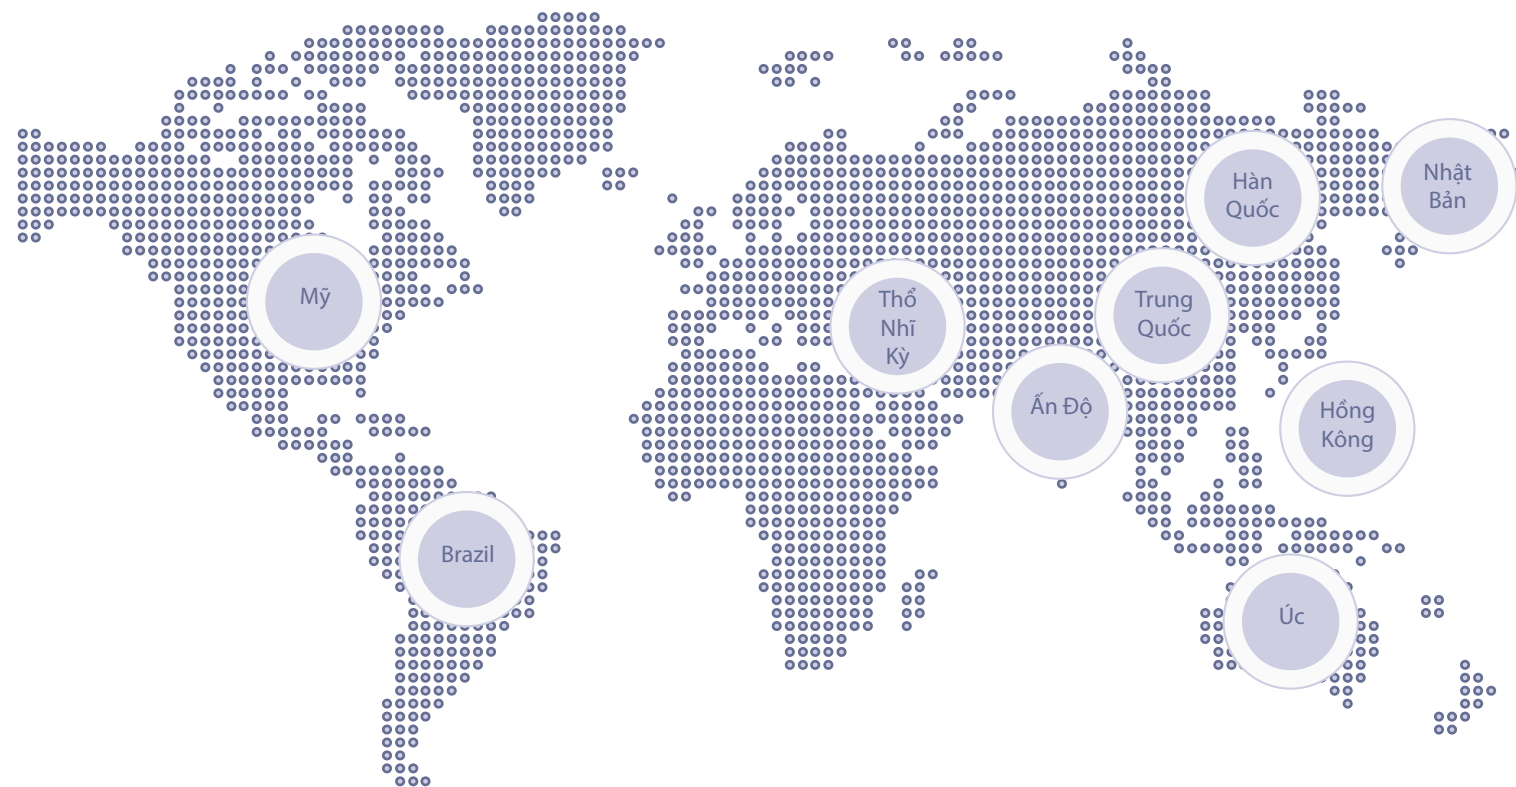 Hàn
Quốc
Nhật
Bản
Mỹ
Thổ
Nhĩ
Kỳ
Trung
Quốc
Ấn Độ
Hồng
Kông
Brazil
Úc